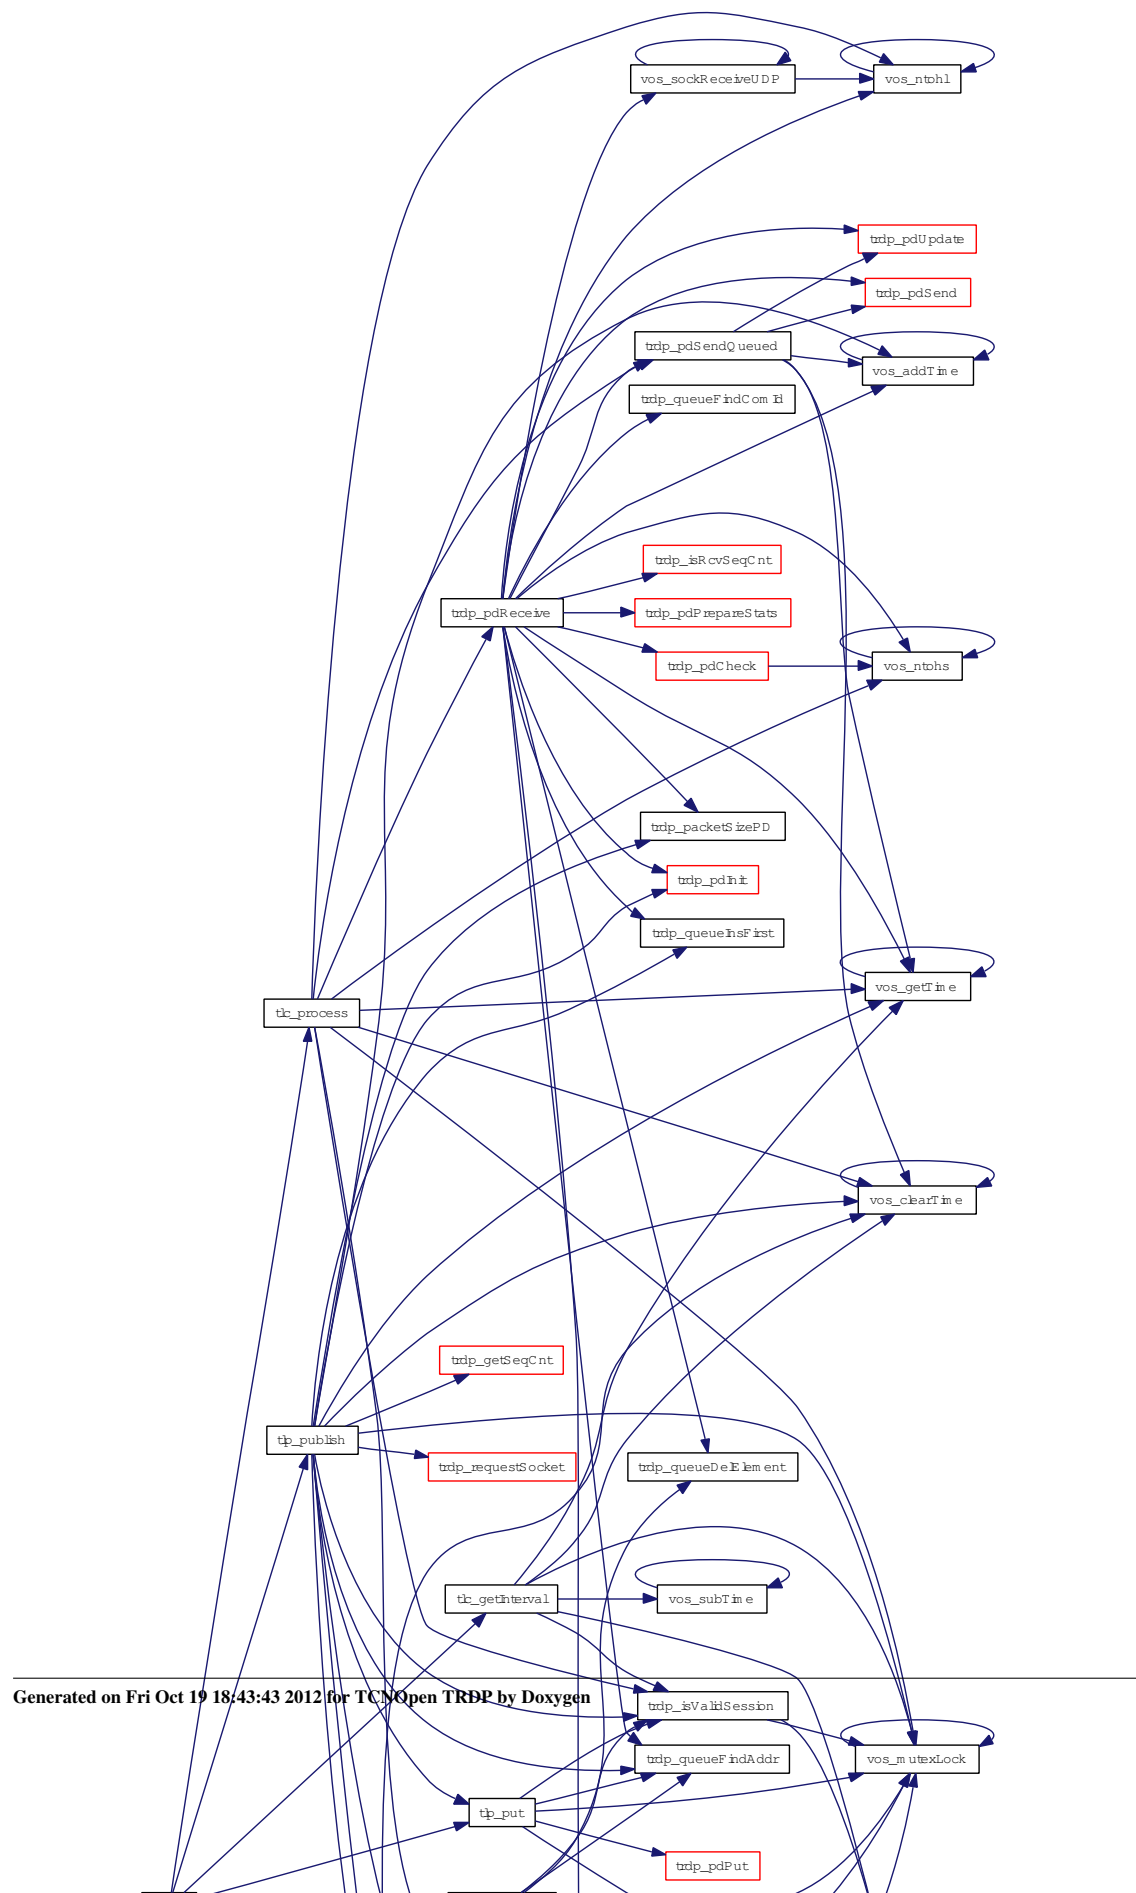 vos_sockReceiveUDP
vos_ntohl
trdp_pdUpdate
trdp_pdSend
trdp_pdSendQueued
vos_addTime
trdp_queueFindComId
trdp_isRcvSeqCnt
trdp_pdReceive
trdp_pdPrepareStats
trdp_pdCheck
vos_ntohs
trdp_packetSizePD
trdp_pdInit
trdp_queueInsFirst
vos_getTime
tlc_process
vos_clearTime
trdp_getSeqCnt
tlp_publish
trdp_requestSocket
trdp_queueDelElement
tlc_getInterval
vos_subTime
Generated on Fri Oct 19 18:43:43 2012 for TCNOpen TRDP by Doxygen
trdp_isValidSession
trdp_queueFindAddr
vos_mutexLock
tlp_put
trdp_pdPut